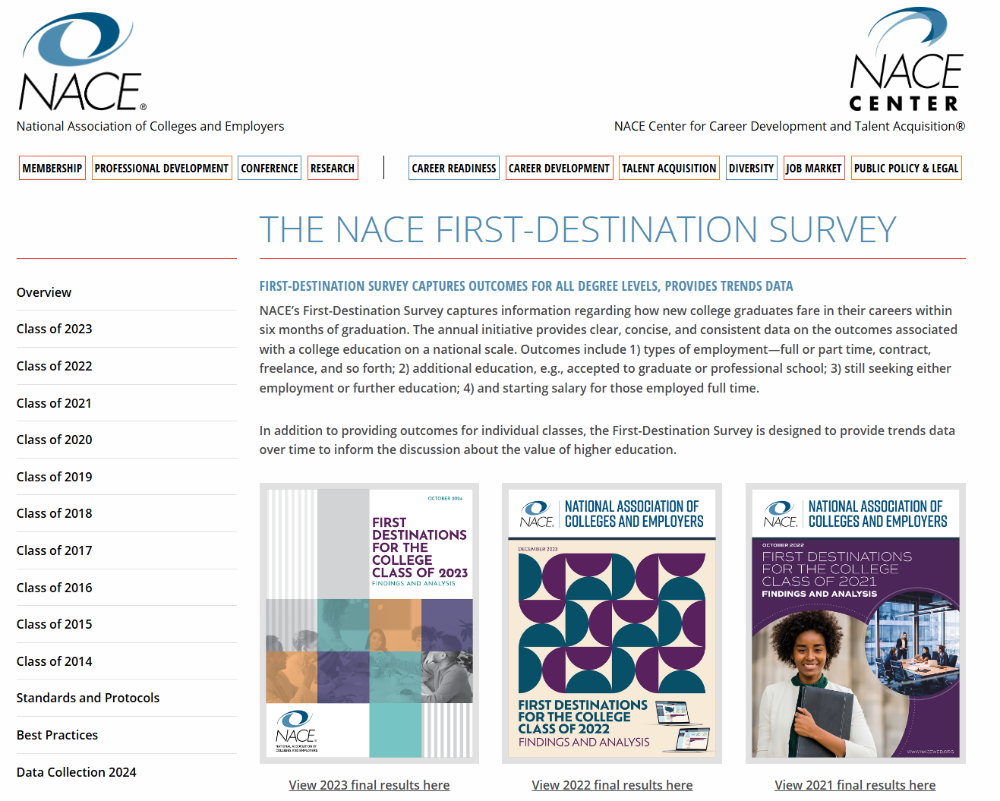 NACE®
National Association of Colleges and Employers
NACE
CENTER
NACE Center for Career Development and Talent Acquisition®
MEMBERSHIP PROFESSIONAL DEVELOPMENT CONFERENCE RESEARCH CAREER READINESS CAREER DEVELOPMENT TALENT ACQUISITION DIVERSITY JOB MARKET PUBLIC POLICY & LEGAL
THE NACE FIRST-DESTINATION SURVEY
Overview
Class of 2023
Class of 2022
Class of 2021
Class of 2020
Class of 2019
Class of 2018
Class of 2017
Class of 2016
Class of 2015
Class of 2014
Standards and Protocols
Best Practices
Data Collection 2024
FIRST-DESTINATION SURVEY CAPTURES OUTCOMES FOR ALL DEGREE LEVELS, PROVIDES TRENDS DATA
NACE’s First-Destination Survey captures information regarding how new college graduates fare in their careers within
six months of graduation. The annual initiative provides clear, concise, and consistent data on the outcomes associated
with a college education on a national scale. Outcomes include 1) types of employment—full or part time, contract,
freelance, and so forth; 2) additional education, e.g., accepted to graduate or professional school; 3) still seeking either
employment or further education; 4) and starting salary for those employed full time.
In addition to providing outcomes for individual classes, the First-Destination Survey is designed to provide trends data
over time to inform the discussion about the value of higher education.
OCTOBER 2024
FIRST
DESTINATIONS
FOR THE
COLLEGE
CLASS OF 2023
FINDINGS AND ANALYSIS
NACE.
NATIONAL ASSOCIATION OF
COLLEGES AND EMPLOYERS
View 2023 final results here
NACE.
NATIONAL ASSOCIATION OF
COLLEGES AND EMPLOYERS
DECEMBER 2023
FIRST DESTINATIONS
FOR THE COLLEGE
CLASS OF 2022
FINDINGS AND ANALYSIS
View 2022 final results here
NACE.
NATIONAL ASSOCIATION OF
COLLEGES AND EMPLOYERS
OCTOBER 2022
FIRST DESTINATIONS
FOR THE COLLEGE
CLASS OF 2021
FINDINGS AND ANALYSIS
WWW.NACEWEB.ORG
View 2021 final results here